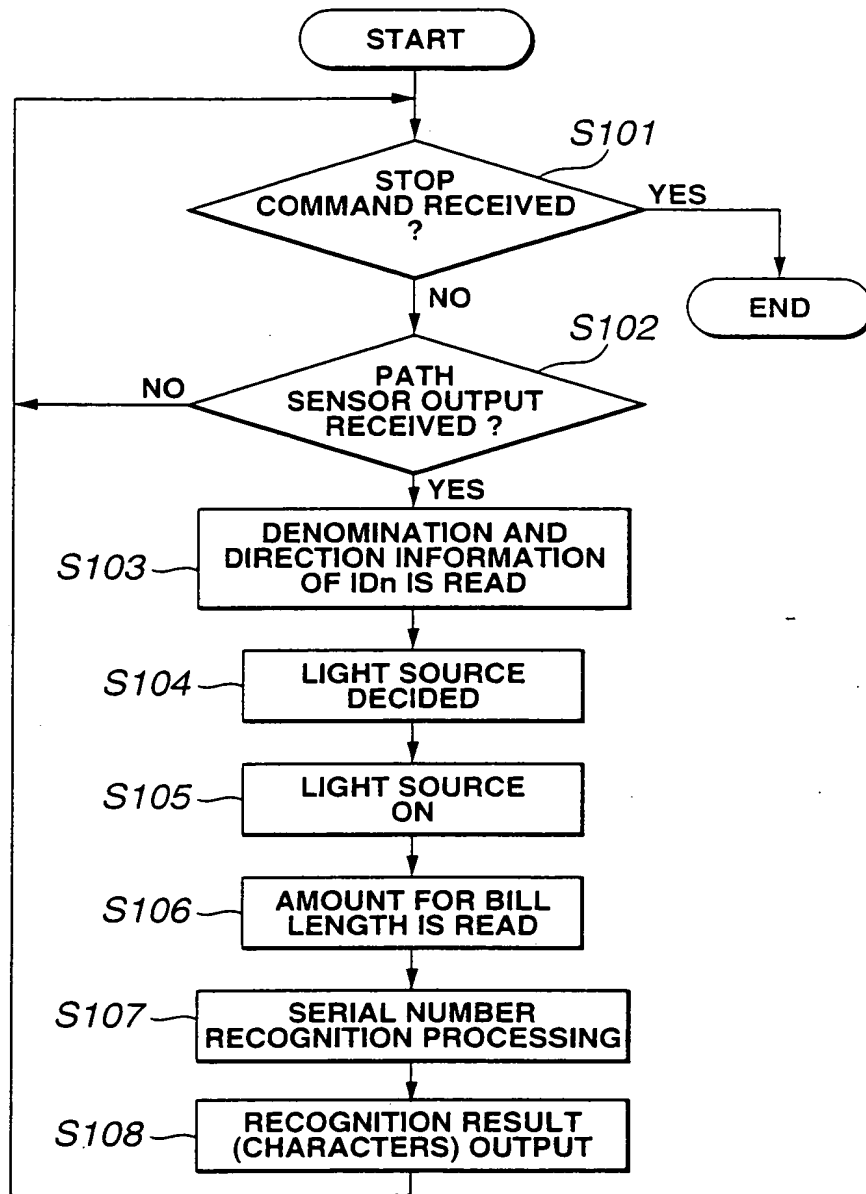 START
S101
STOP
COMMAND RECEIVED
?
YES
END
NO
S102
PATH
SENSOR OUTPUT
RECEIVED ?
NO
YES
S103
DENOMINATION AND
DIRECTION INFORMATION
OF IDn IS READ
S104
LIGHT SOURCE
DECIDED
S105
LIGHT SOURCE
ON
S106
AMOUNT FOR BILL
LENGTH IS READ
S107
SERIAL NUMBER
RECOGNITION PROCESSING
S108
RECOGNITION RESULT
(CHARACTERS) OUTPUT